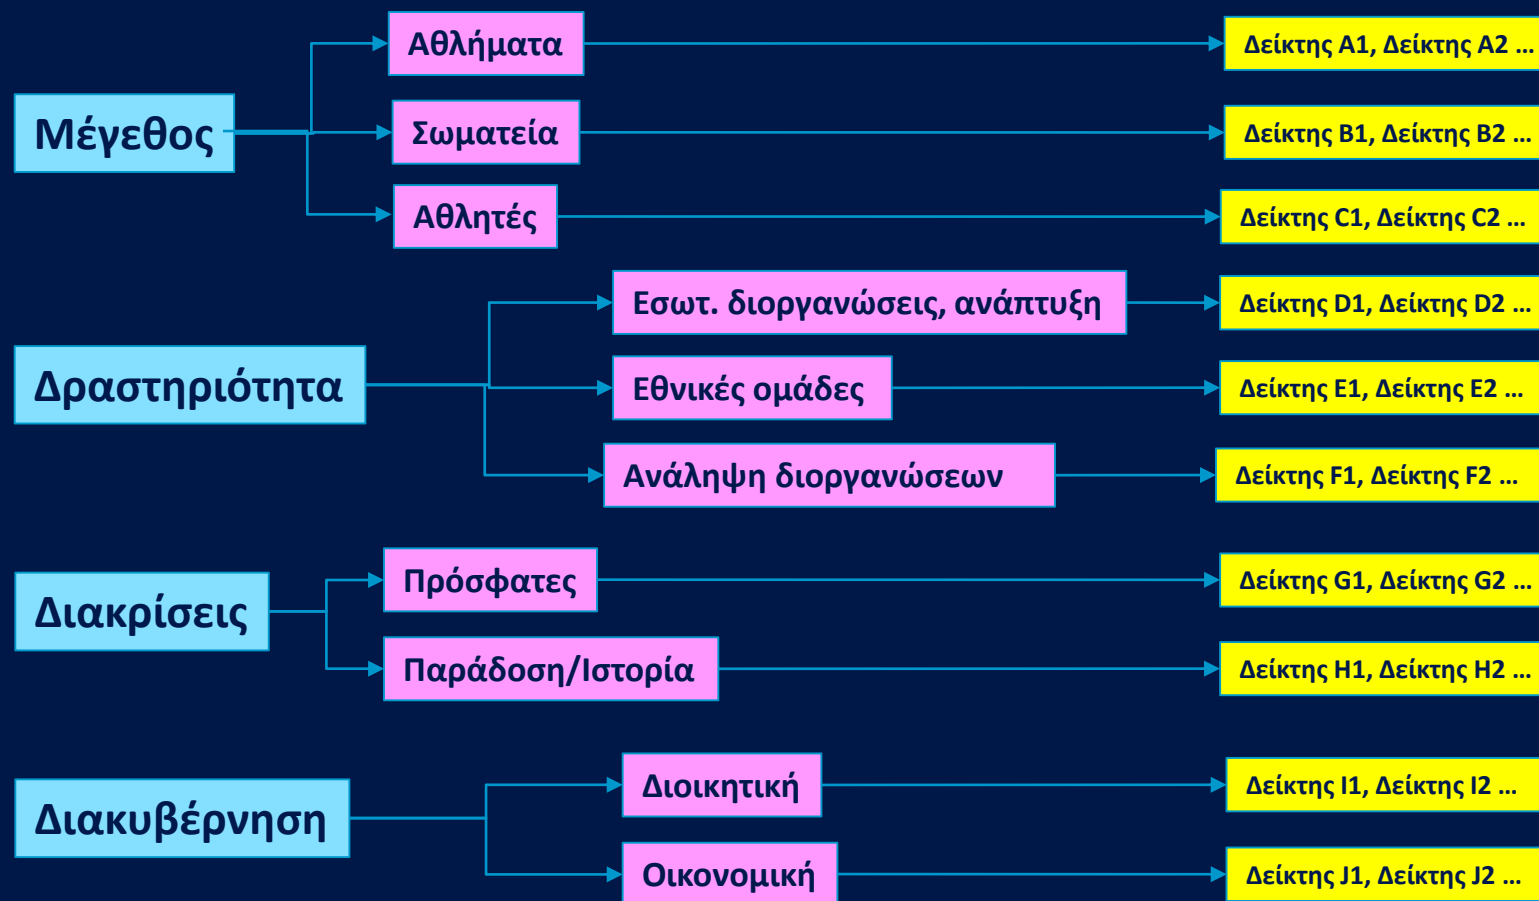 Μέγεθος
Αθλήματα
Δείκτης A1, Δείκτης A2 ...
Σωματεία
Δείκτης B1, Δείκτης B2 ...
Αθλητές
Δείκτης C1, Δείκτης C2 ...
Δραστηριότητα
Εσωτ. διοργανώσεις, ανάπτυξη
Δείκτης D1, Δείκτης D2 ...
Εθνικές ομάδες
Δείκτης E1, Δείκτης E2 ...
Ανάληψη διοργανώσεων
Δείκτης F1, Δείκτης F2 ...
Διακρίσεις
Πρόσφατες
Δείκτης G1, Δείκτης G2 ...
Παράδοση/Ιστορία
Δείκτης H1, Δείκτης H2 ...
Διακυβέρνηση
Διοικητική
Δείκτης I1, Δείκτης I2 ...
Οικονομική
Δείκτης J1, Δείκτης J2 ...